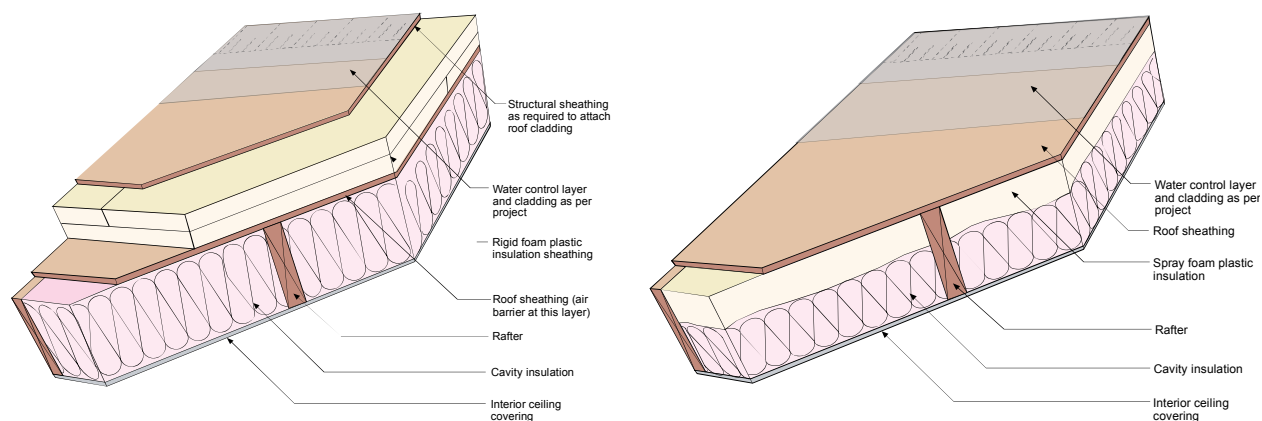 Structural sheathing
as required to attach
roof cladding
Water control layer
and cladding as per
project
Rigid foam plastic
insulation sheathing
Roof sheathing (air
barrier at this layer)
Rafter
Cavity insulation
Interior ceiling
covering
Water control layer
and cladding as per
project
Roof sheathing
Spray foam plastic
insulation
Rafter
Cavity insulation
Interior ceiling
covering